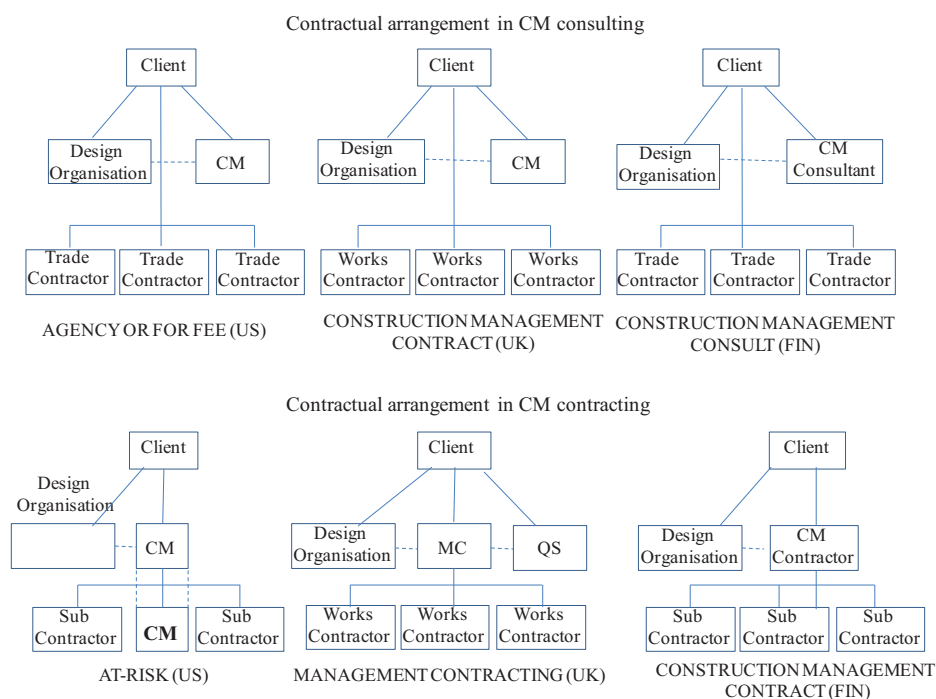 Contractual arrangement in CM consulting
Client
Client
Client
Design
Organisation
CM
Design
Organisation
CM
Design
Organisation
CM
Consultant
Trade
Contractor
Trade
Contractor
Trade
Contractor
Works
Contractor
Works
Contractor
Works
Contractor
Trade
Contractor
Trade
Contractor
Trade
Contractor
AGENCY OR FOR FEE (US)
CONSTRUCTION MANAGEMENT
CONTRACT (UK)
CONSTRUCTION MANAGEMENT
CONSULT (FIN)
Contractual arrangement in CM contracting
Client
Client
Client
Design
Organisation
CM
Design
Organisation
MC
QS
Design
Organisation
CM
Contractor
Sub
Contractor
CM
Sub
Contractor
Works
Contractor
Works
Contractor
Works
Contractor
Sub
Contractor
Sub
Contractor
Sub
Contractor
AT-RISK (US)
MANAGEMENT CONTRACTING (UK)
CONSTRUCTION MANAGEMENT
CONTRACT (FIN)